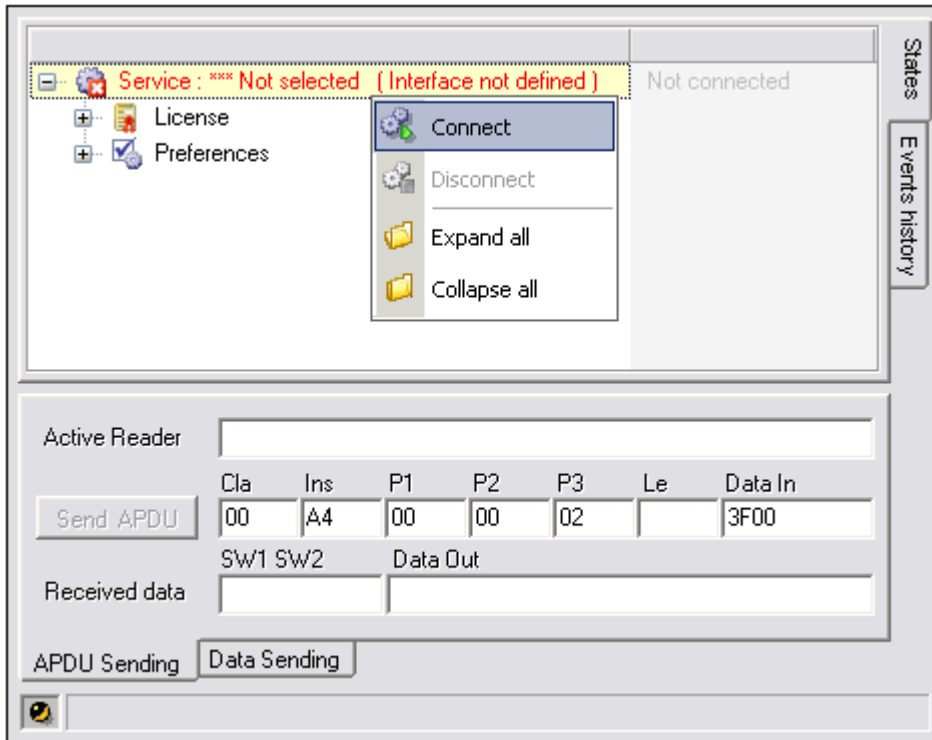 Service : *** Not selected ( Interface not defined )
Not connected
License
Preferences
Connect
Disconnect
Expand all
Collapse all
States
Events history
Active Reader
Cla Ins P1 P2 P3 Le Data In
Send APDU 00 A4 00 00 02 3F00
SW1 SW2 Data Out
Received data
APDU Sending Data Sending